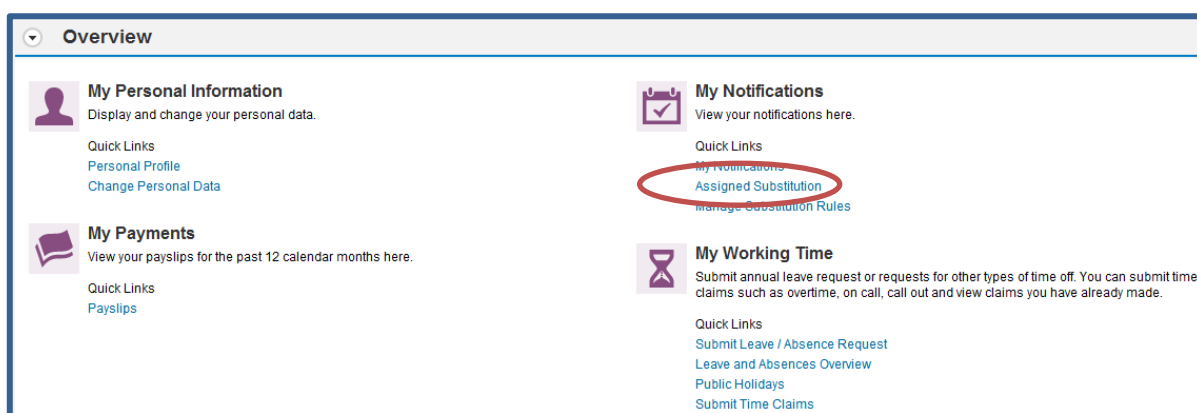 Overview
My Personal Information
Display and change your personal data.
Quick Links
Personal Profile
Change Personal Data
My Payments
View your payslips for the past 12 calendar months here.
Quick Links
Payslips
My Notifications
View your notifications here.
Quick Links
My Notifications
Assigned Substitution
Manage Substitution Rules
My Working Time
Submit annual leave request or requests for other types of time off. You can submit time
claims such as overtime, on call, call out and view claims you have already made.
Quick Links
Submit Leave / Absence Request
Leave and Absences Overview
Public Holidays
Submit Time Claims